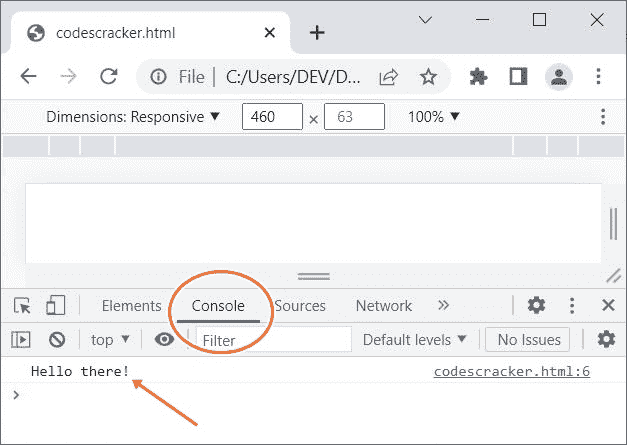 codescracker.html
File | C:/Users/DEV/D...
Dimensions: Responsive ▼ 460 × 63 100% ▼
Elements Console Sources Network »
top ▼ Filter Default levels ▼ No Issues
Hello there! codescracker.html:6
>